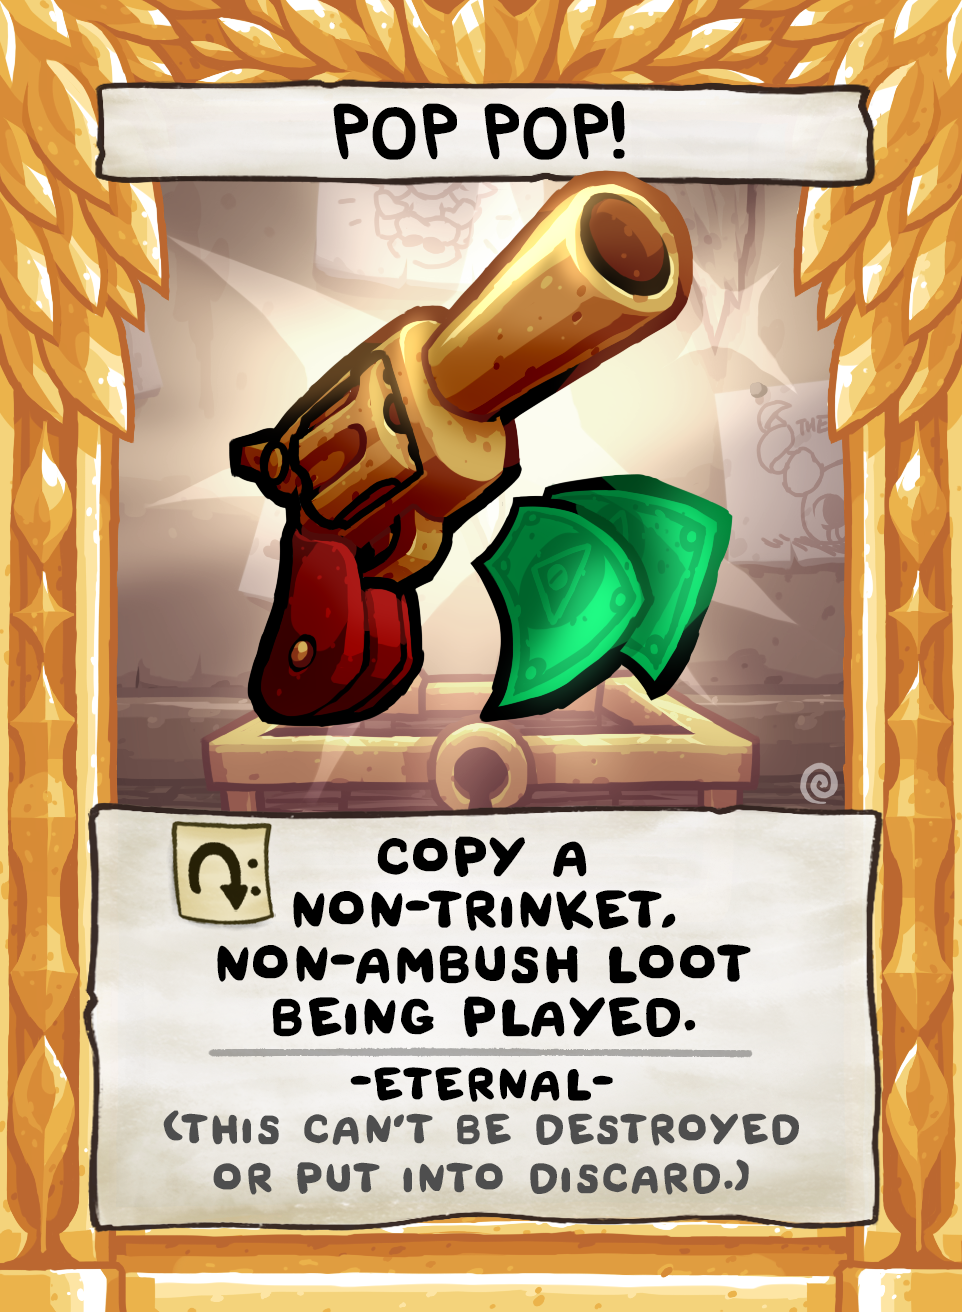 POP POP!
THE
COPY A
NON-TRINKET,
NON-AMBUSH LOOT
BEING PLAYED.
-ETERNAL-
(THIS CAN'T BE DESTROYED
OR PUT INTO DISCARD.)